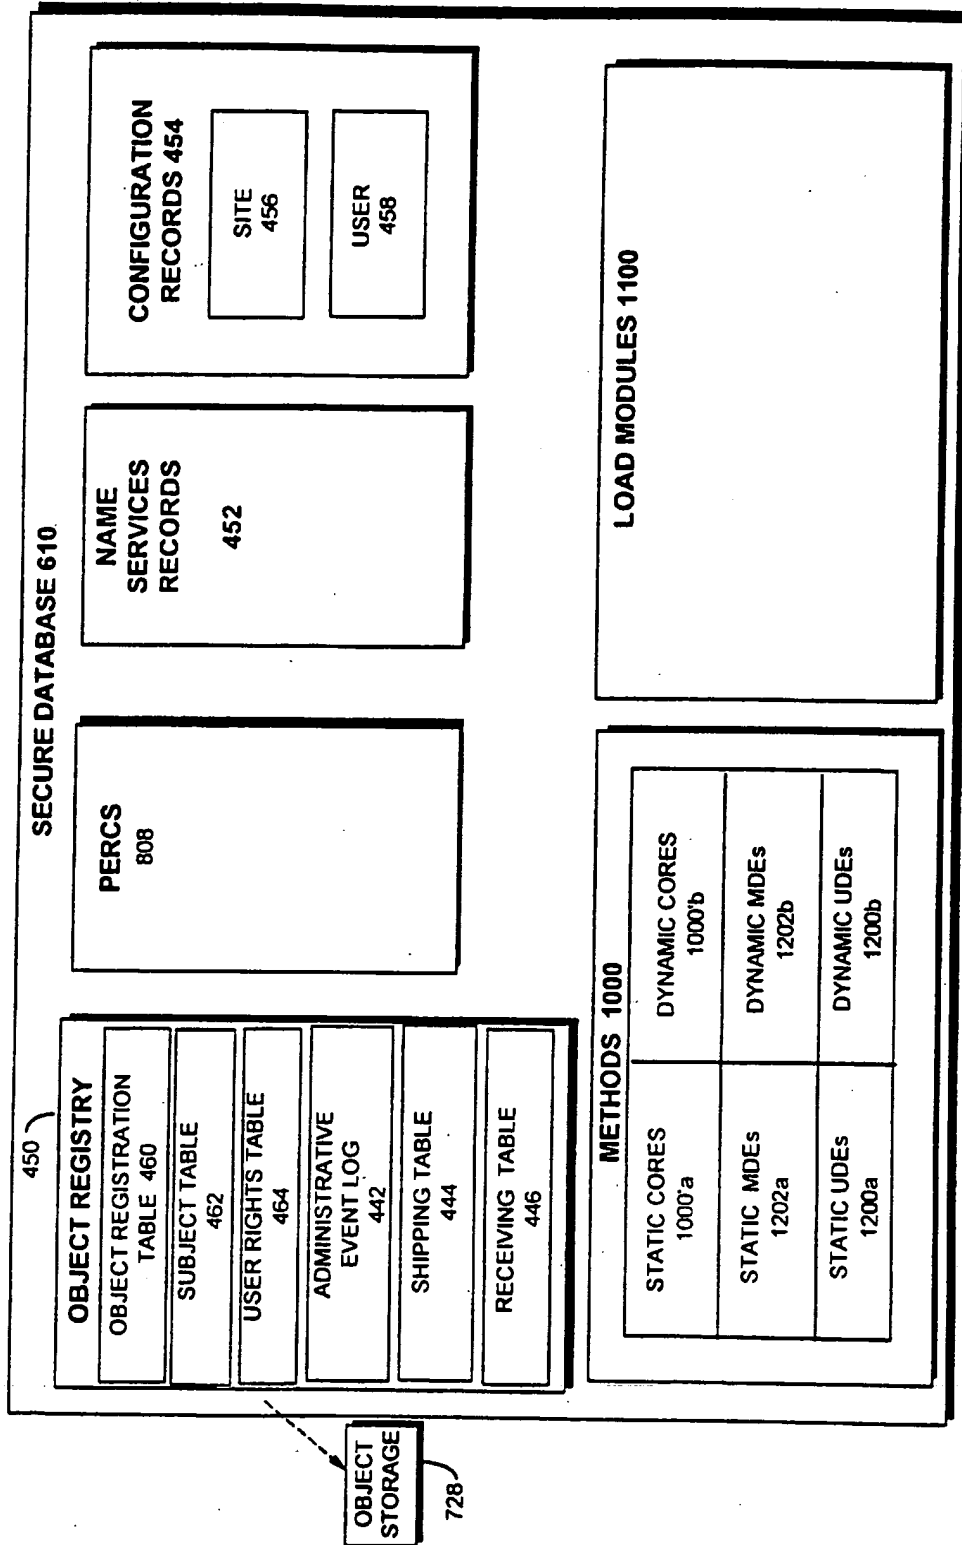 SECURE DATABASE 610
450
OBJECT REGISTRY
OBJECT REGISTRATION
TABLE 460
SUBJECT TABLE
462
USER RIGHTS TABLE
464
ADMINISTRATIVE
EVENT LOG
442
SHIPPING TABLE
444
RECEIVING TABLE
446
OBJECT
STORAGE
728
PERCS
808
NAME
SERVICES
RECORDS
452
CONFIGURATION
RECORDS 454
SITE
456
USER
458
METHODS 1000
STATIC CORES
1000'a
DYNAMIC CORES
1000'b
STATIC MDEs
1202a
DYNAMIC MDEs
1202b
STATIC UDEs
1200a
DYNAMIC UDEs
1200b
LOAD MODULES 1100